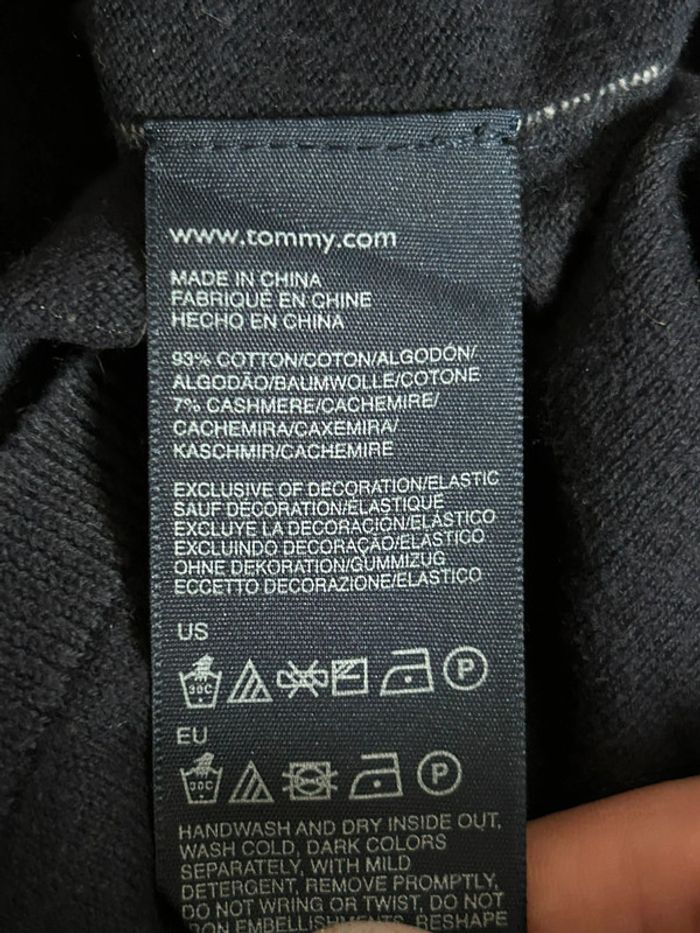 www.tommy.com
MADE IN CHINA
FABRIQUÉ EN CHINE
HECHO EN CHINA
93% COTTON/COTON/ALGODÓN/
ALGODÃO/BAUMWOLLE/COTONE
7% CASHMERE/CACHEMIRE/
CACHEMIRA/CAXEMIRA/
KASCHMIR/CACHEMIRE
EXCLUSIVE OF DECORATION/ELASTIC
SAUF DÉCORATION/ÉLASTIQUE
EXCLUYE LA DECORACIÓN/ELÁSTICO
EXCLUINDO DECORAÇÃO/ELÁSTICO
OHNE DEKORATION/GUMMIZUG
ECCETTO DECORAZIONE/ELASTICO
US
30C P
EU
30C P
HANDWASH AND DRY INSIDE OUT,
WASH COLD, DARK COLORS
SEPARATELY, WITH MILD
DETERGENT, REMOVE PROMPTLY,
DO NOT WRING OR TWIST, DO NOT
RESHAPE